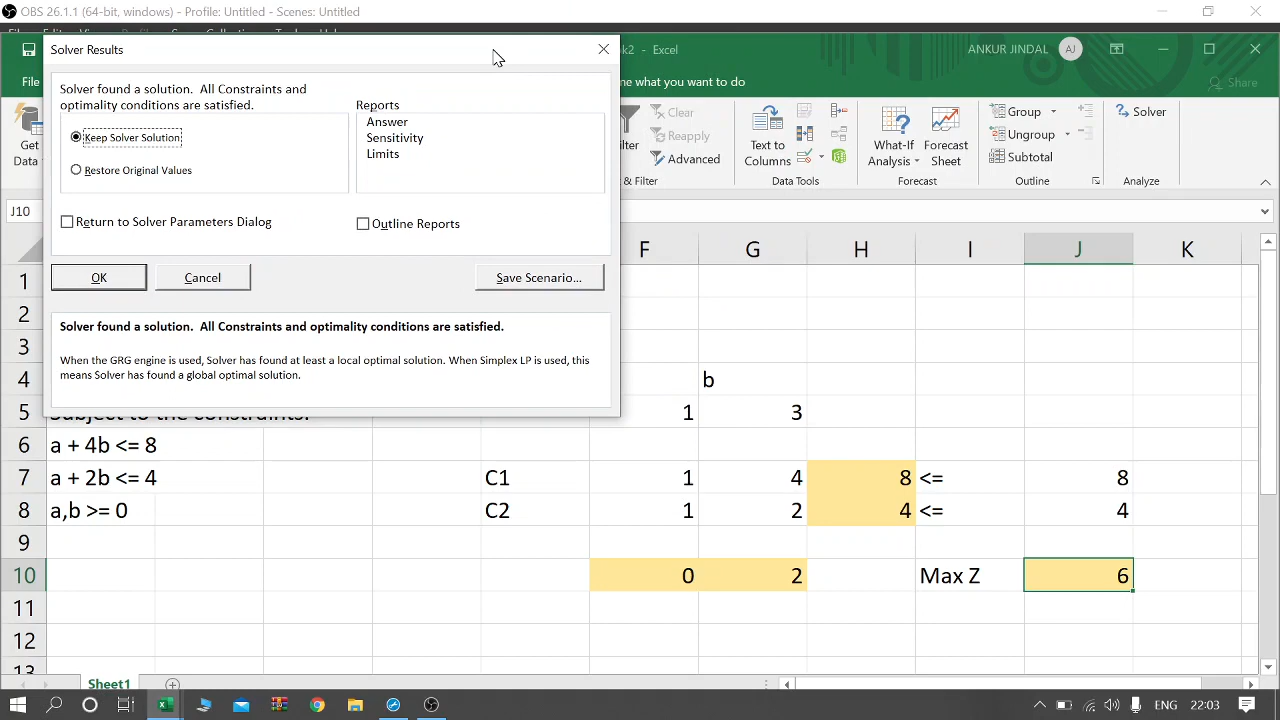 OBS 26.1.1 (64-bit, windows) - Profile: Untitled - Scenes: Untitled
Solver Results
k2 - Excel
ANKUR JINDAL
AJ
File
me what you want to do
Share
Solver found a solution. All Constraints and
optimality conditions are satisfied.
Keep Solver Solution
Restore Original Values
Reports
Answer
Sensitivity
Limits
Return to Solver Parameters Dialog
Outline Reports
OK
Cancel
Save Scenario...
Solver found a solution. All Constraints and optimality conditions are satisfied.
When the GRG engine is used, Solver has found at least a local optimal solution. When Simplex LP is used, this
means Solver has found a global optimal solution.
Get
Data
ilter
Clear
Reapply
Advanced
& Filter
Text to
Columns
Data Tools
What-If
Analysis
Forecast
Sheet
Forecast
Group
Ungroup
Subtotal
Outline
Solver
Analyze
J10
F G H I J K
1
2
3
4 b
5 Subject to the constraints: 1 3
6 a + 4b <= 8
7 a + 2b <= 4 C1 1 4 8 <= 8
8 a,b >= 0 C2 1 2 4 <= 4
9
10 0 2 Max Z 6
11
12
13
Sheet1
ENG 22:03